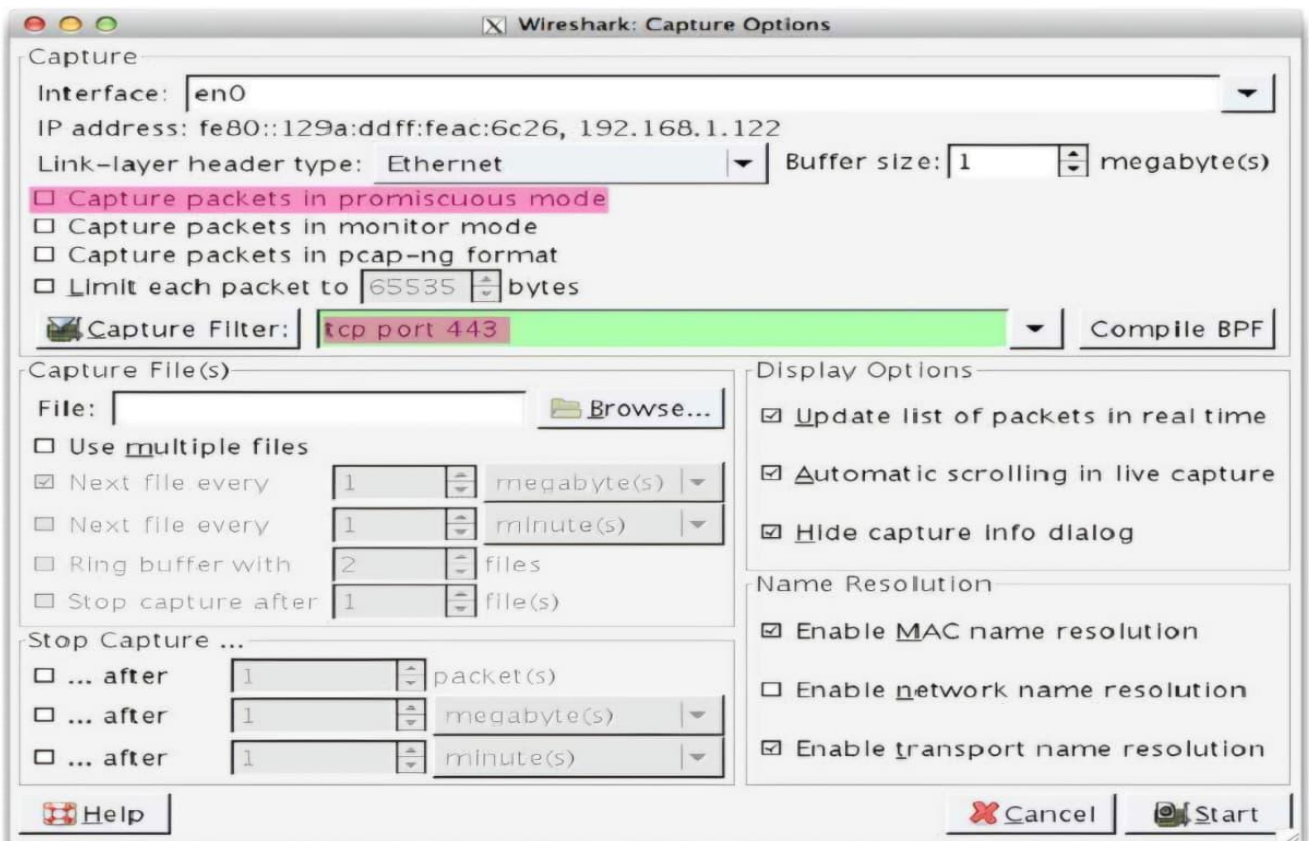 Wireshark: Capture Options
Capture
Interface: en0
IP address: fe80::129a:ddff:feac:6c26, 192.168.1.122
Link-layer header type: Ethernet Buffer size: 1 megabyte(s)
Capture packets in promiscuous mode
Capture packets in monitor mode
Capture packets in pcap-ng format
Limit each packet to 65535 bytes
Capture Filter: tcp port 443 Compile BPF
Capture File(s)
File: Browse...
Use multiple files
Next file every 1 megabyte(s)
Next file every 1 minute(s)
Ring buffer with 2 files
Stop capture after 1 file(s)
Stop Capture ...
... after 1 packet(s)
... after 1 megabyte(s)
... after 1 minute(s)
Display Options
Update list of packets in real time
Automatic scrolling in live capture
Hide capture info dialog
Name Resolution
Enable MAC name resolution
Enable network name resolution
Enable transport name resolution
Help Cancel Start